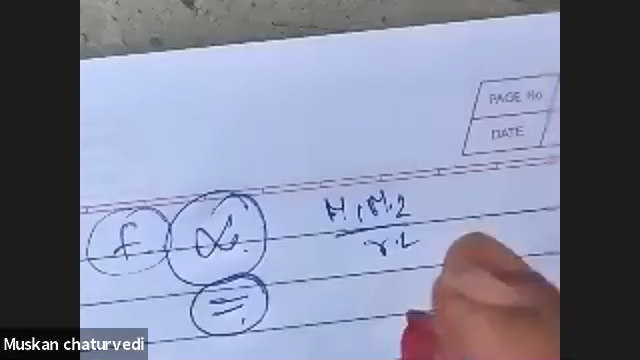 PAGE No
DATE
f ∝ M1M2
r2
=
Muskan chaturvedi